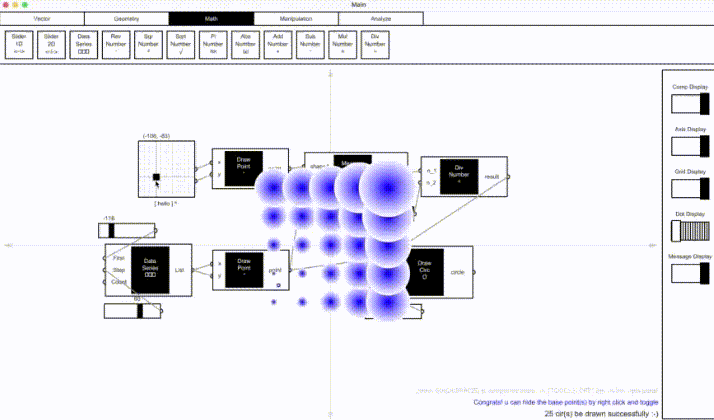 Main
Vector Geometry Math Manipulation Analyze
Slider 1D Slider 2D Data Series Rev Number Sqr Number Sqrt Number Pi Number Abs Number Add Number Sub Number Mul Number Div Number
Comp Display
Axis Display
Grid Display
Dot Display
Message Display
(-106, -83)
[ hello ] ^
x
y
Draw
Point
n_1
n_2
Div
Number
result
-118
First
Step
Count
Data
Series
List
60
x
y
Draw
Point
point
Draw
Circ
circle
Congrats! u can hide the base point(s) by right click and toggle
25 cir(s) be drawn successfully :-)